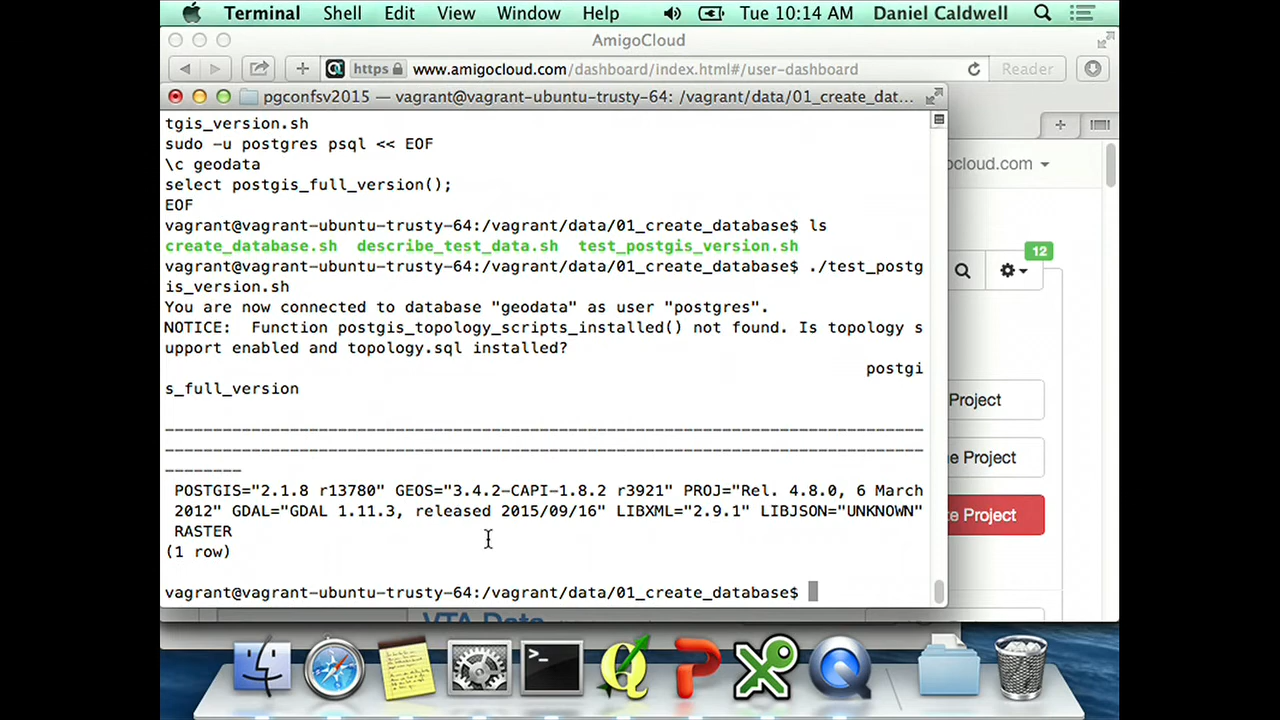 Terminal Shell Edit View Window Help Tue 10:14 AM Daniel Caldwell
AmigoCloud
https www.amigocloud.com/dashboard/index.html#/user-dashboard Reader
pgconfsv2015 — vagrant@vagrant-ubuntu-trusty-64: /vagrant/data/01_create_dat...
tgis_version.sh
sudo -u postgres psql << EOF
\c geodata
select postgis_full_version();
EOF
vagrant@vagrant-ubuntu-trusty-64:/vagrant/data/01_create_database$ ls
create_database.sh describe_test_data.sh test_postgis_version.sh
vagrant@vagrant-ubuntu-trusty-64:/vagrant/data/01_create_database$ ./test_postg
is_version.sh
You are now connected to database "geodata" as user "postgres".
NOTICE:  Function postgis_topology_scripts_installed() not found. Is topology s
upport enabled and topology.sql installed?
postgi
s_full_version
-------------------------------------------------------------------------------
-------------------------------------------------------------------------------
--------
POSTGIS="2.1.8 r13780" GEOS="3.4.2-CAPI-1.8.2 r3921" PROJ="Rel. 4.8.0, 6 March
2012" GDAL="GDAL 1.11.3, released 2015/09/16" LIBXML="2.9.1" LIBJSON="UNKNOWN"
RASTER
(1 row)
vagrant@vagrant-ubuntu-trusty-64:/vagrant/data/01_create_database$
ocloud.com
12
Project
e Project
te Project
VTA Data